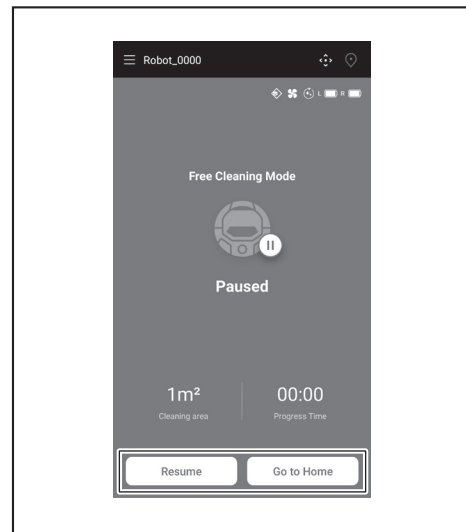 Robot_0000
L R
Free Cleaning Mode
Paused
1m² 00:00
Cleaning area Progress Time
Resume Go to Home